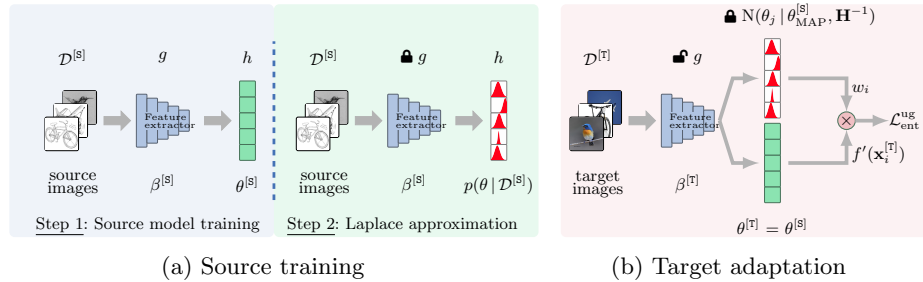 𝒟^[S]
g
h
Feature
extractor
source
images
β^[S]
θ^[S]
Step 1: Source model training
𝒟^[S]
g
h
Feature
extractor
source
images
β^[S]
p(θ | 𝒟^[S])
Step 2: Laplace approximation
(a) Source training
N(θ_j | θ_MAP^[S], H^−1)
𝒟^[T]
g
Feature
extractor
w_i
×
ℒ_ent^ug
f′(x_i^[T])
target
images
β^[T]
θ^[T] = θ^[S]
(b) Target adaptation